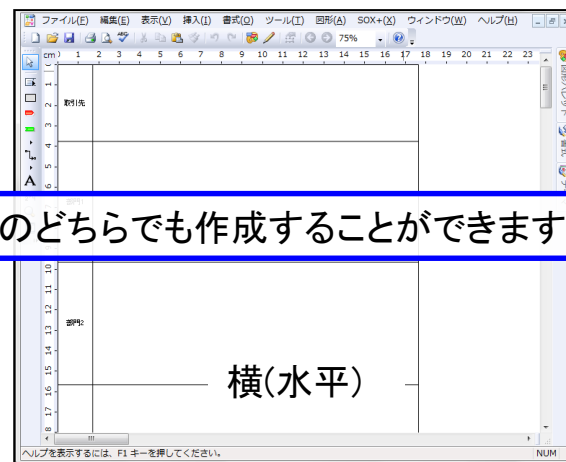 ファイル(F) 編集(E) 表示(V) 挿入(I) 書式(O) ツール(T) 図形(A) SOX+(X) ウィンドウ(W) ヘルプ(H)
75%
cm) 1 2 3 4 5 6 7 8 9 10 11 12 13 14 15 16 17 18 19 20 21 22 23
取引先
A
のどちらでも作成することができます
部門2
横(水平)
ヘルプを表示するには、F1 キーを押してください。 NUM